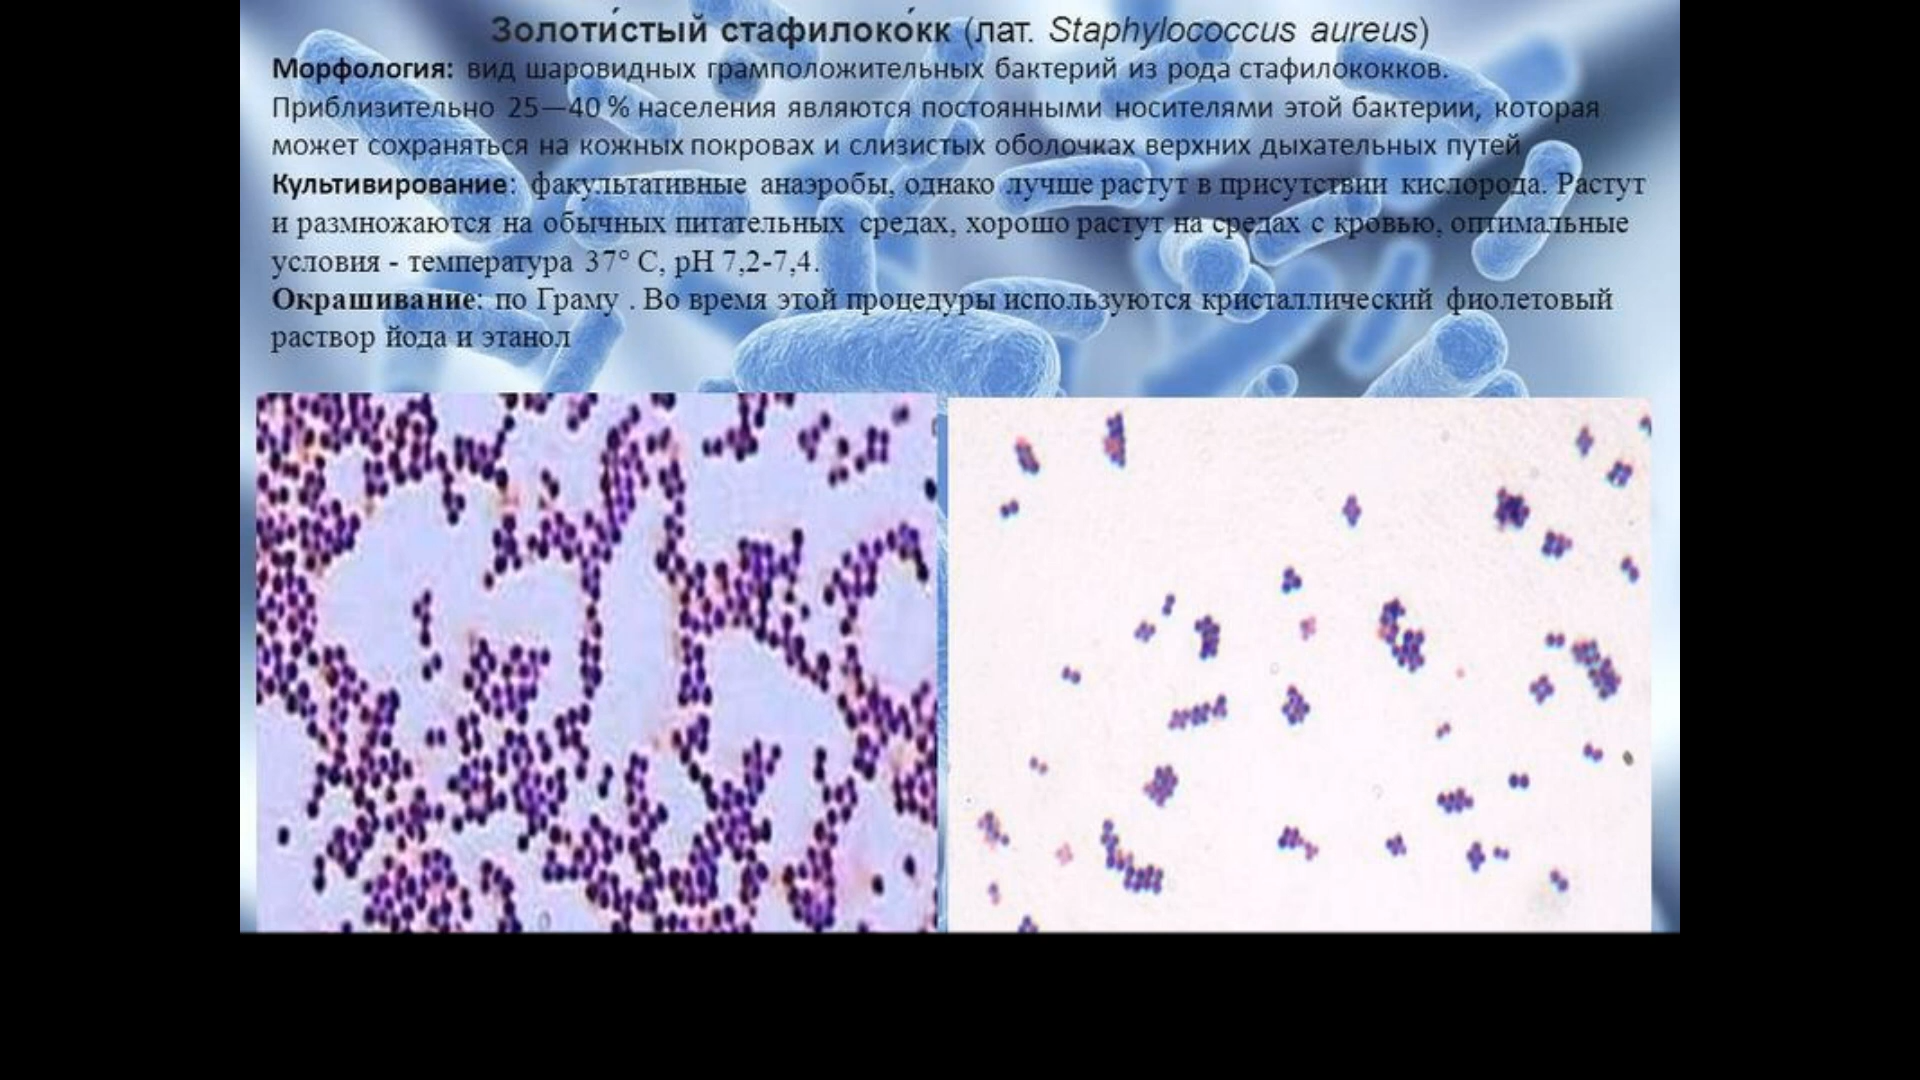 Золоти́стый стафилоко́кк (лат. Staphylococcus aureus)
Морфология: вид шаровидных грамположительных бактерий из рода стафилококков.
Приблизительно 25—40 % населения являются постоянными носителями этой бактерии, которая
может сохраняться на кожных покровах и слизистых оболочках верхних дыхательных путей
Культивирование: факультативные анаэробы, однако лучше растут в присутствии кислорода. Растут
и размножаются на обычных питательных средах, хорошо растут на средах с кровью, оптимальные
условия - температура 37° С, pH 7,2-7,4.
Окрашивание: по Граму . Во время этой процедуры используются кристаллический фиолетовый
раствор йода и этанол